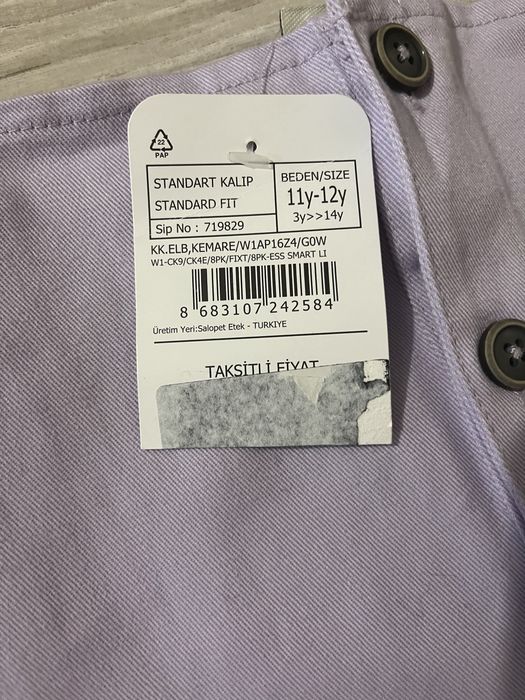 22
PAP
STANDART KALIP
STANDARD FIT
Sip No : 719829
BEDEN/SIZE
11y-12y
3y>>14y
KK.ELB,KEMARE/W1AP16Z4/G0W
W1-CK9/CK4E/8PK/FIXT/8PK-ESS SMART LI
8 683107 242584
Üretim Yeri:Salopet Etek - TURKIYE
TAKSİTLİ FİYAT